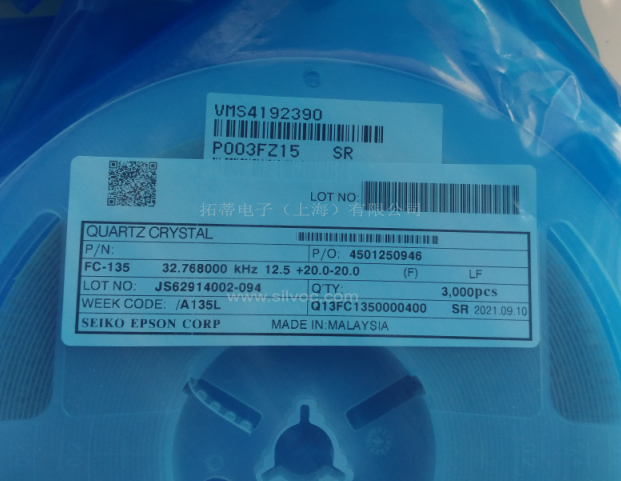 VMS4192390
P003FZ15 SR
LOT NO:
拓蒂电子（上海）有限公司
QUARTZ CRYSTAL
P/N: P/O: 4501250946
FC-135 32.768000 kHz 12.5 +20.0-20.0 (F) LF
LOT NO: JS62914002-094 Q'TY: 3,000pcs
www.silvoc.com
WEEK CODE: /A135L Q13FC1350000400 SR 2021.09.10
SEIKO EPSON CORP MADE IN:MALAYSIA